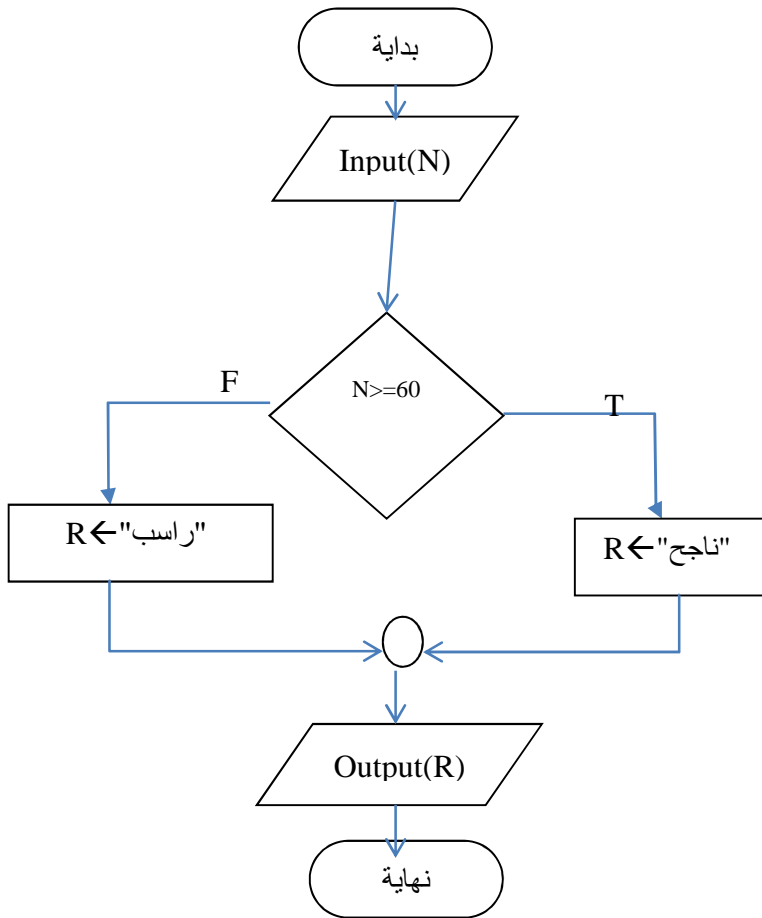 بداية
Input(N)
N>=60
F
T
R←"راسب"
R←"ناجح"
Output(R)
نهاية